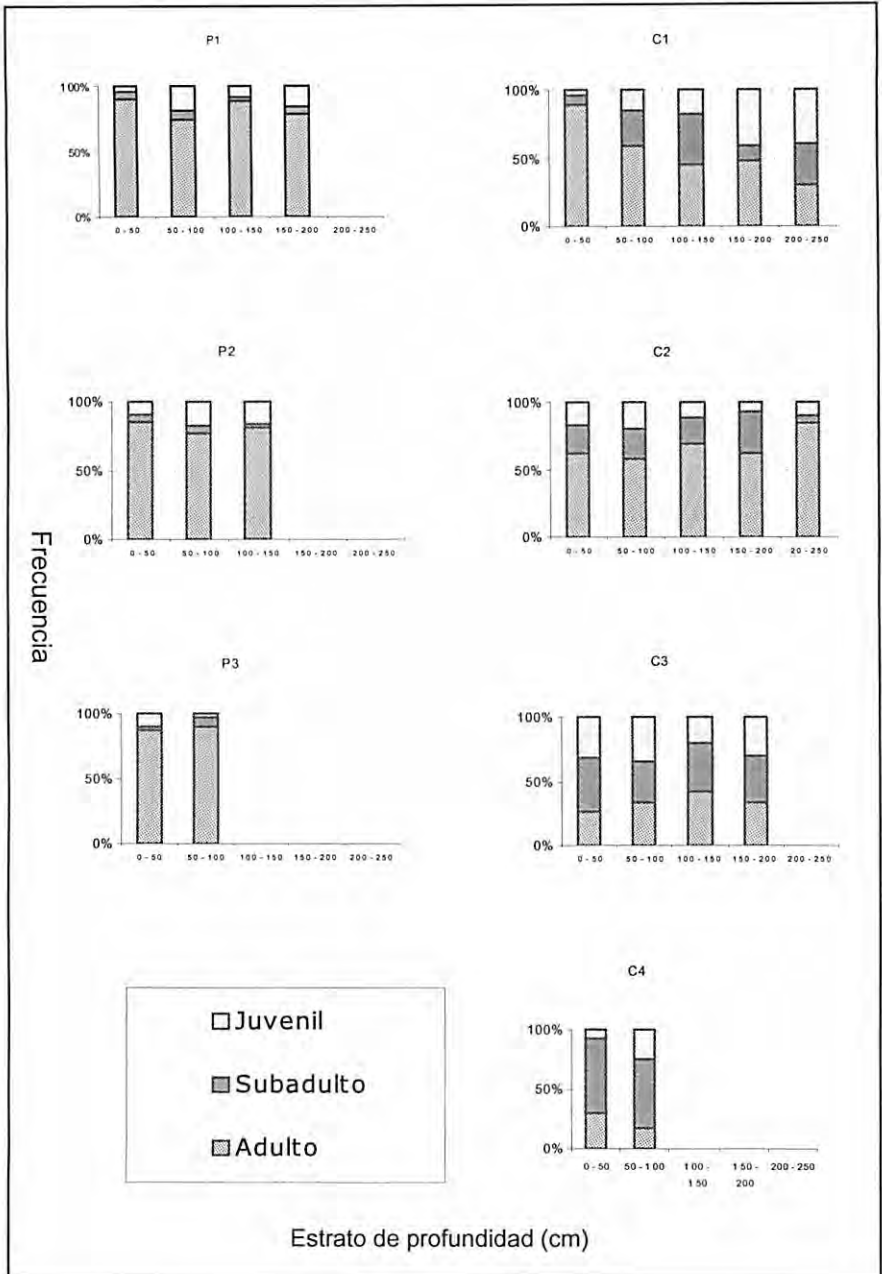 P1
100%
50%
0%
0 - 50 50 - 100 100 - 150 150 - 200 200 - 250
C1
100%
50%
0%
0 - 50 50 - 100 100 - 150 150 - 200 200 - 250
P2
100%
50%
0%
0 - 50 50 - 100 100 - 150 150 - 200 200 - 250
C2
100%
50%
0%
0 - 50 50 - 100 100 - 150 150 - 200 20 0 - 250
Frecuencia
P3
100%
50%
0%
0 - 50 50 - 100 100 - 150 150 - 200 200 - 250
C3
100%
50%
0%
0 - 50 50 - 100 100 - 150 150 - 200 200 - 250
Juvenil
Subadulto
Adulto
C4
100%
50%
0%
0 - 50 50 - 100 100 - 150 - 200 - 250
150 200
Estrato de profundidad (cm)